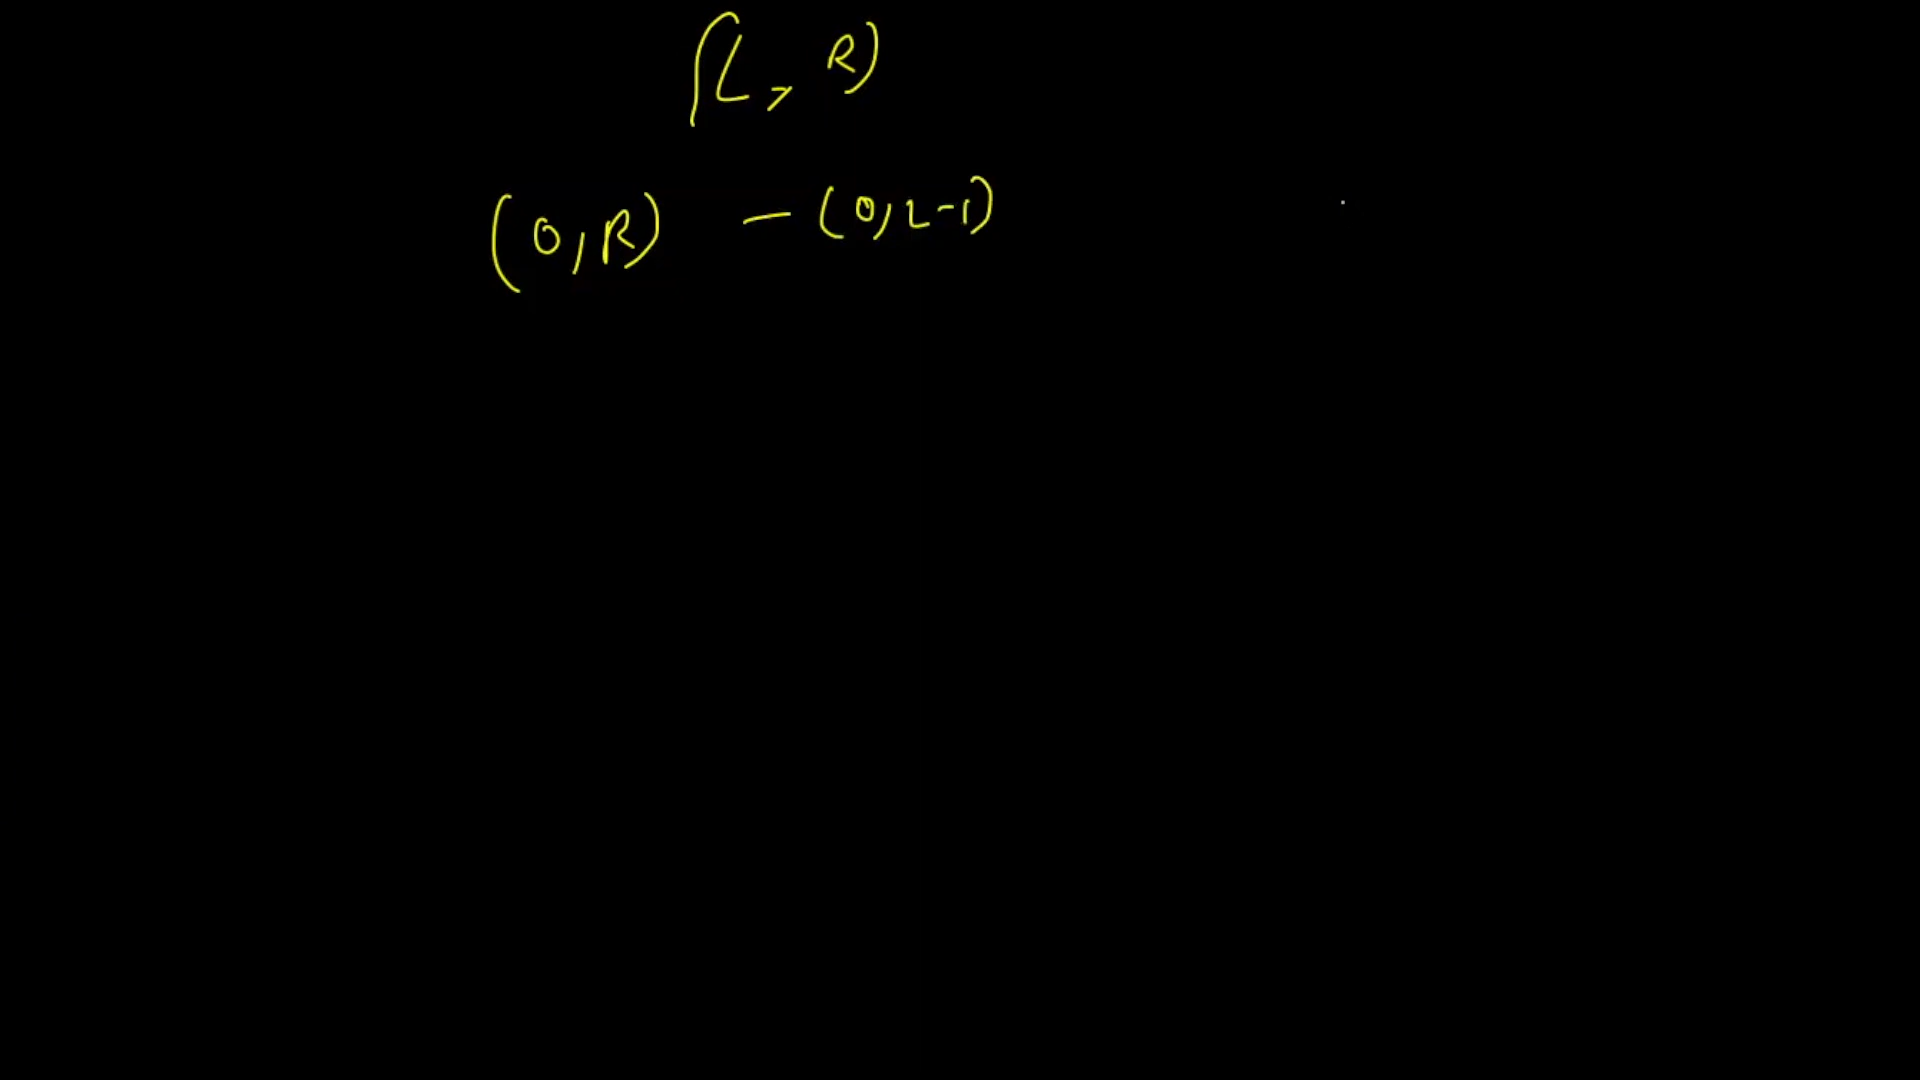 (L, R)
(0, R) - (0, L-1)